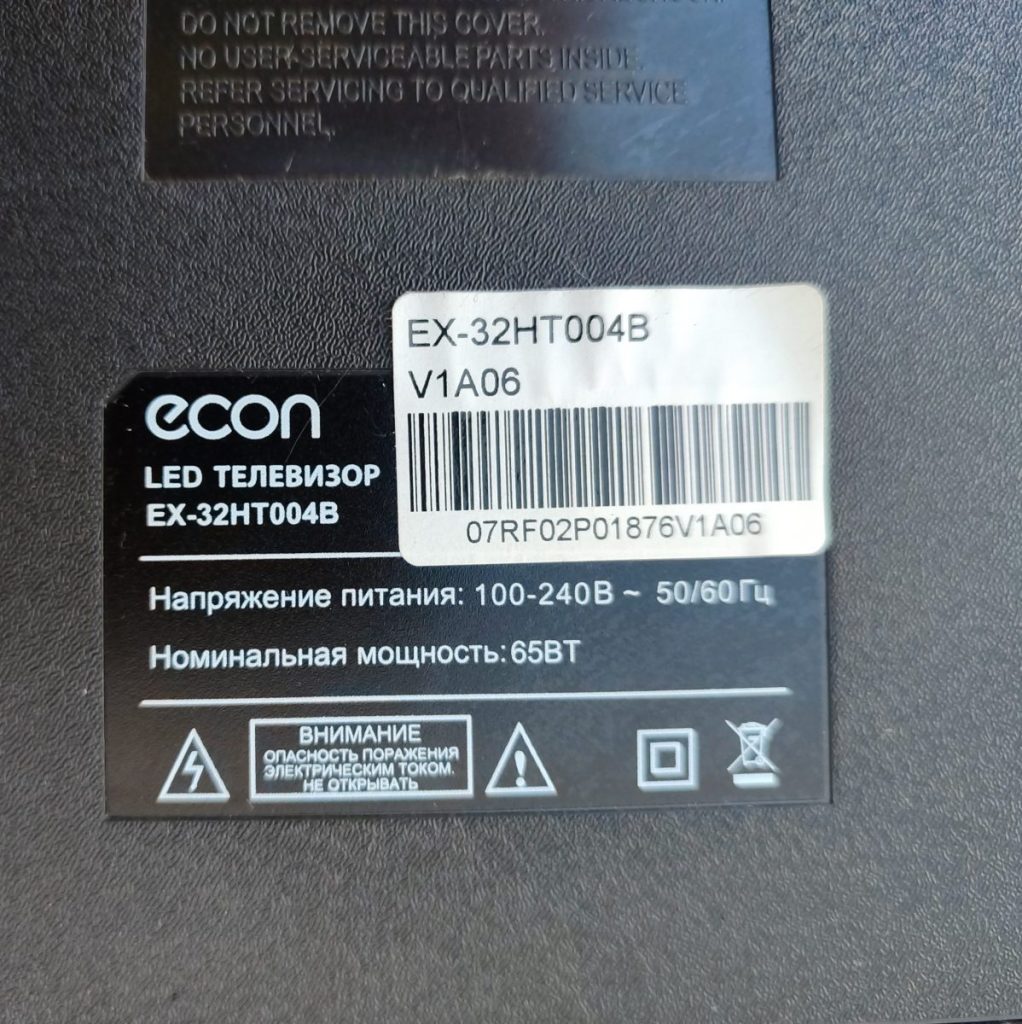 DO NOT REMOVE THIS COVER.
NO USER-SERVICEABLE PARTS INSIDE.
REFER SERVICING TO QUALIFIED SERVICE
PERSONNEL.
EX-32HT004B
V1A06
07RF02P01876V1A06
econ
LED ТЕЛЕВИЗОР
EX-32HT004B
Напряжение питания: 100-240В ~ 50/60Гц
Номинальная мощность:65ВТ
ВНИМАНИЕ
ОПАСНОСТЬ ПОРАЖЕНИЯ
ЭЛЕКТРИЧЕСКИМ ТОКОМ.
НЕ ОТКРЫВАТЬ